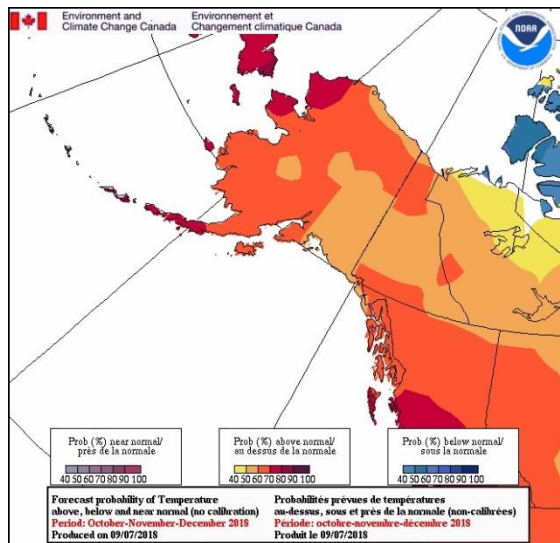 Environment and
Climate Change Canada
Environnement et
Changement climatique Canada
NOAA
Prob (%) near normal/
près de la normale
40 50 60 70 80 90 100
Prob (%) above normal/
au dessus de la normale
40 50 60 70 80 90 100
Prob (%) below normal/
sous la normale
40 50 60 70 80 90 100
Forecast probability of Temperature
above, below and near normal (no calibration)
Period: October-November-December 2018
Produced on 09/07/2018
Probabilités prévues de températures
au-dessus, sous et près de la normale (non-calibrées)
Période: octobre-novembre-décembre 2018
Produit le 09/07/2018